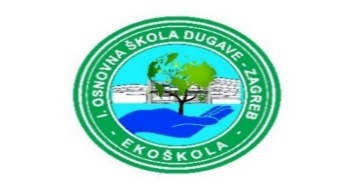 I. OSNOVNA ŠKOLA DUGAVE - ZAGREB
- EKOŠKOLA -